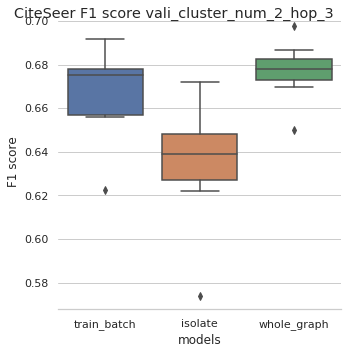 CiteSeer F1 score vali_cluster_num_2_hop_3
0.70
0.68
0.66
0.64
0.62
0.60
0.58
F1 score
train_batch isolate whole_graph
models